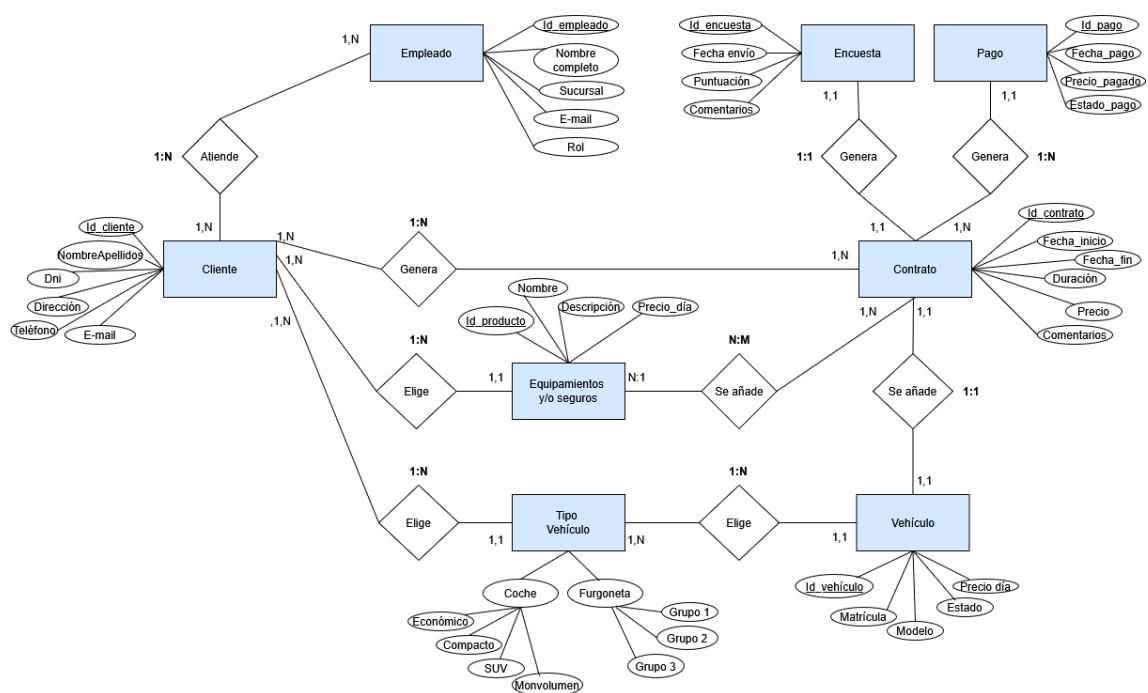 Id_empleado
1,N
Empleado
Nombre
completo
Sucursal
E-mail
Rol
Id_encuesta
Fecha envío
Puntuación
Comentarios
Encuesta
1,1
Pago
1,1
Id_pago
Fecha_pago
Precio_pagado
Estado_pago
1:N
Atiende
1:1
Genera
Genera
1:N
1,N
1,1
1,N
Id_cliente
NombreApellidos
Dni
Dirección
Teléfono
E-mail
Cliente
1,N
1,N
,1,N
1:N
Genera
1,N
Contrato
Id_contrato
Fecha_inicio
Fecha_fin
Duración
Precio
Comentarios
1,N
1,1
Nombre
Id_producto
Descripción
Precio_día
1:N
Elige
1,1
Equipamientos
y/o seguros
N:1
N:M
Se añade
Se añade
1:1
1:N
Elige
1,1
Tipo
Vehículo
1,N
1:N
Elige
1,1
1,1
Vehículo
Coche
Furgoneta
Económico
Compacto
SUV
Monvolumen
Grupo 1
Grupo 2
Grupo 3
Id_vehículo
Matrícula
Modelo
Estado
Precio día